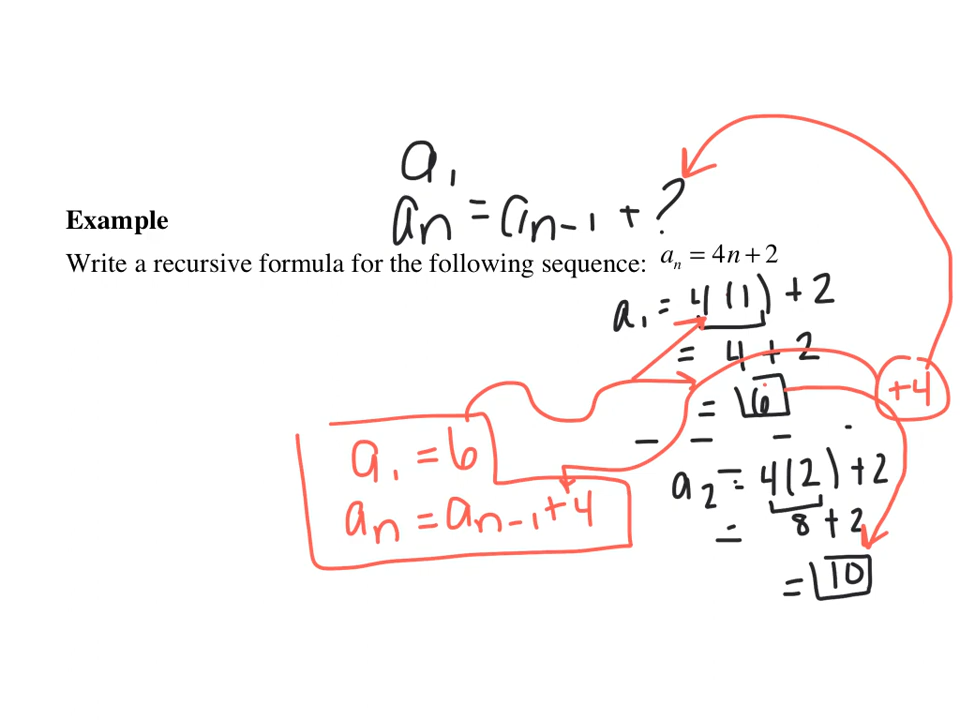 a₁
aₙ = aₙ₋₁ + ?
Example
Write a recursive formula for the following sequence: aₙ = 4n + 2
a₁ = 4(1) + 2
= 4 + 2
= 6
+4
a₂ = 4(2) + 2
= 8 + 2
= 10
a₁ = 6
aₙ = aₙ₋₁ + 4